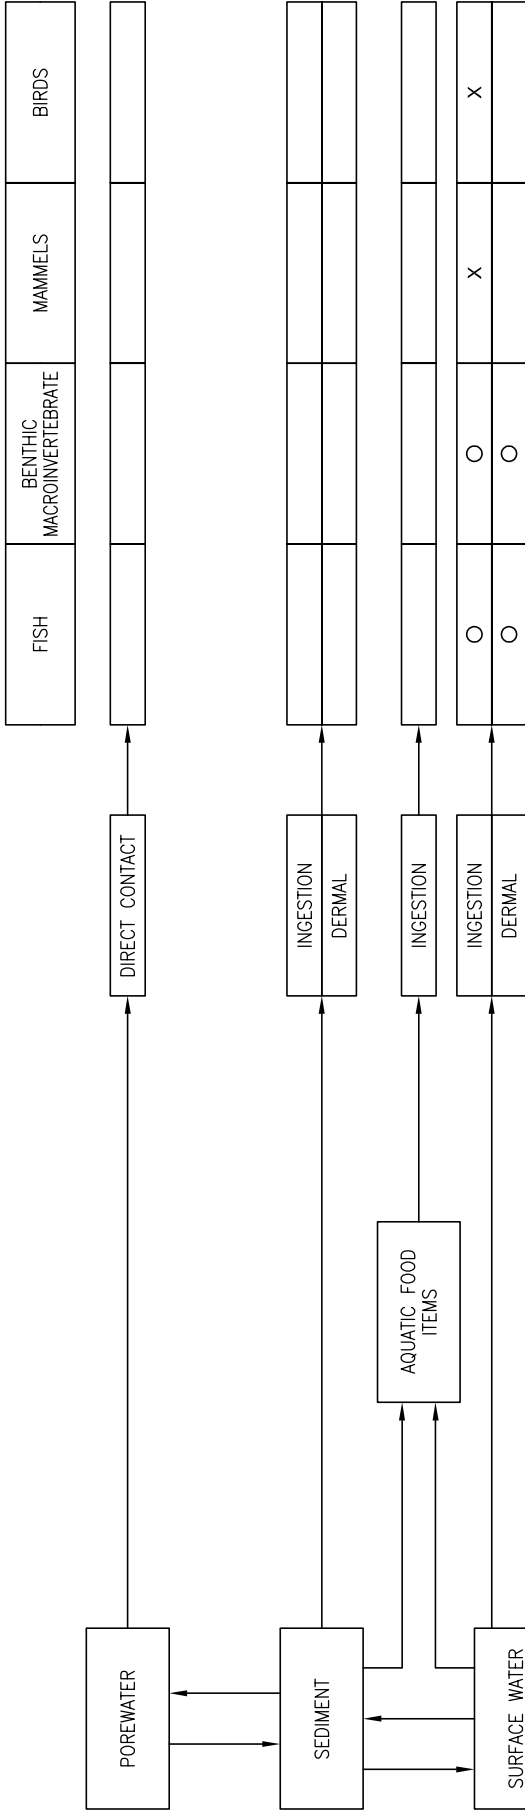 FISH
BENTHIC
MACROINVERTEBRATE
MAMMELS
BIRDS
POREWATER
DIRECT CONTACT
SEDIMENT
INGESTION
DERMAL
AQUATIC FOOD
ITEMS
INGESTION
SURFACE WATER
INGESTION
O
O
X
X
DERMAL
O
O